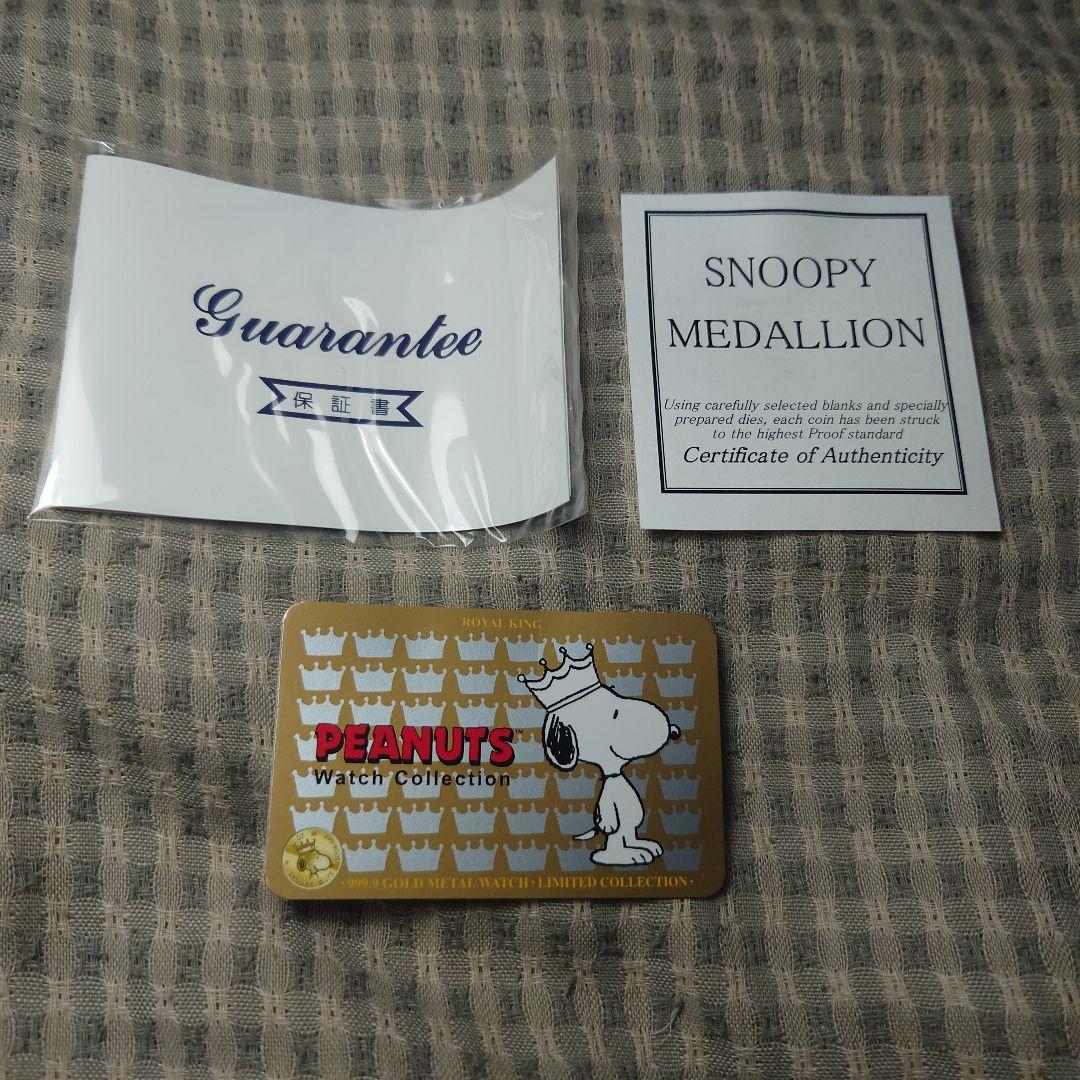 Guarantee
保証書
SNOOPY
MEDALLION
Using carefully selected blanks and specially
prepared dies, each coin has been struck
to the highest Proof standard
Certificate of Authenticity
ROYAL KING
PEANUTS™
Watch Collection
·999.9 GOLD METAL WATCH · LIMITED COLLECTION·